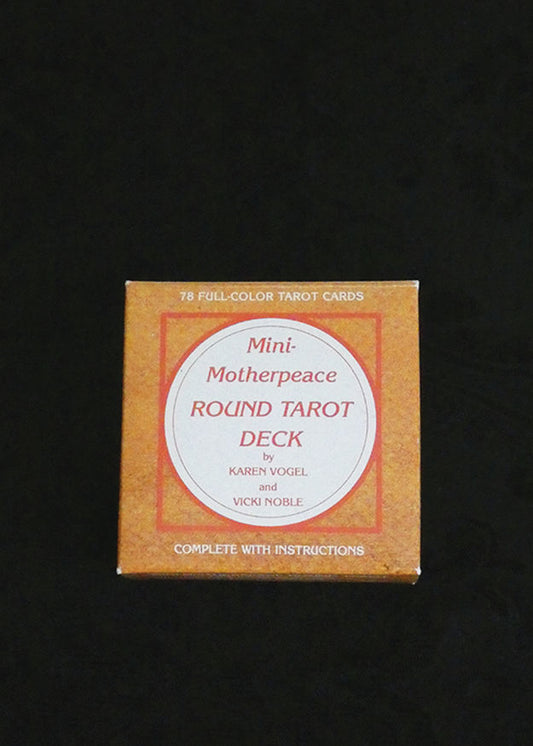 78 FULL-COLOR TAROT CARDS
Mini-
Motherpeace
ROUND TAROT
DECK
by
KAREN VOGEL
and
VICKI NOBLE
COMPLETE WITH INSTRUCTIONS